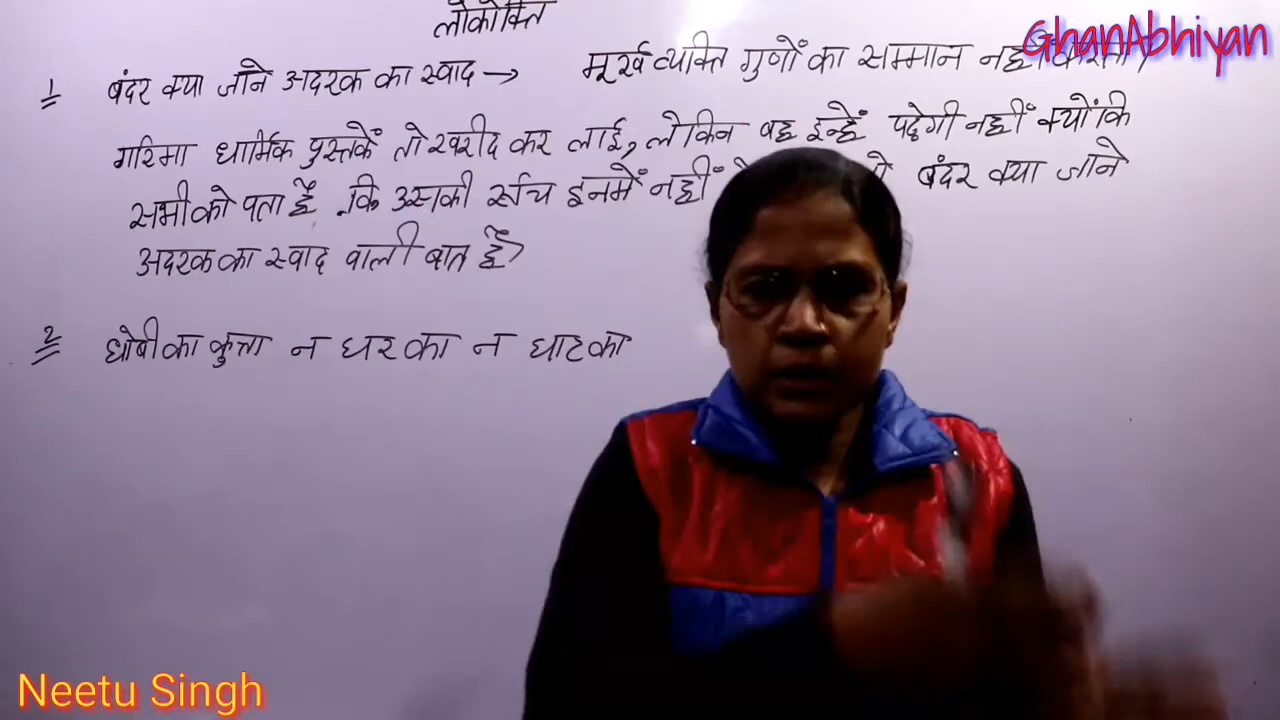 लोकोक्ति
GhanAbhiyan
1 बंदर क्या जाने अदरक का स्वाद → मूर्ख व्यक्ति गुणों का सम्मान नहीं
गरिमा धार्मिक पुस्तकें तो खरीद कर लाई, लेकिन वह इन्हें पढ़ेगी नहीं क्योंकि
सभी को पता है कि उसकी रूचि इनमें नहीं बंदर क्या जाने
अदरक का स्वाद वाली बात है
2 धोबी का कुत्ता न घर का न घाट का
Neetu Singh